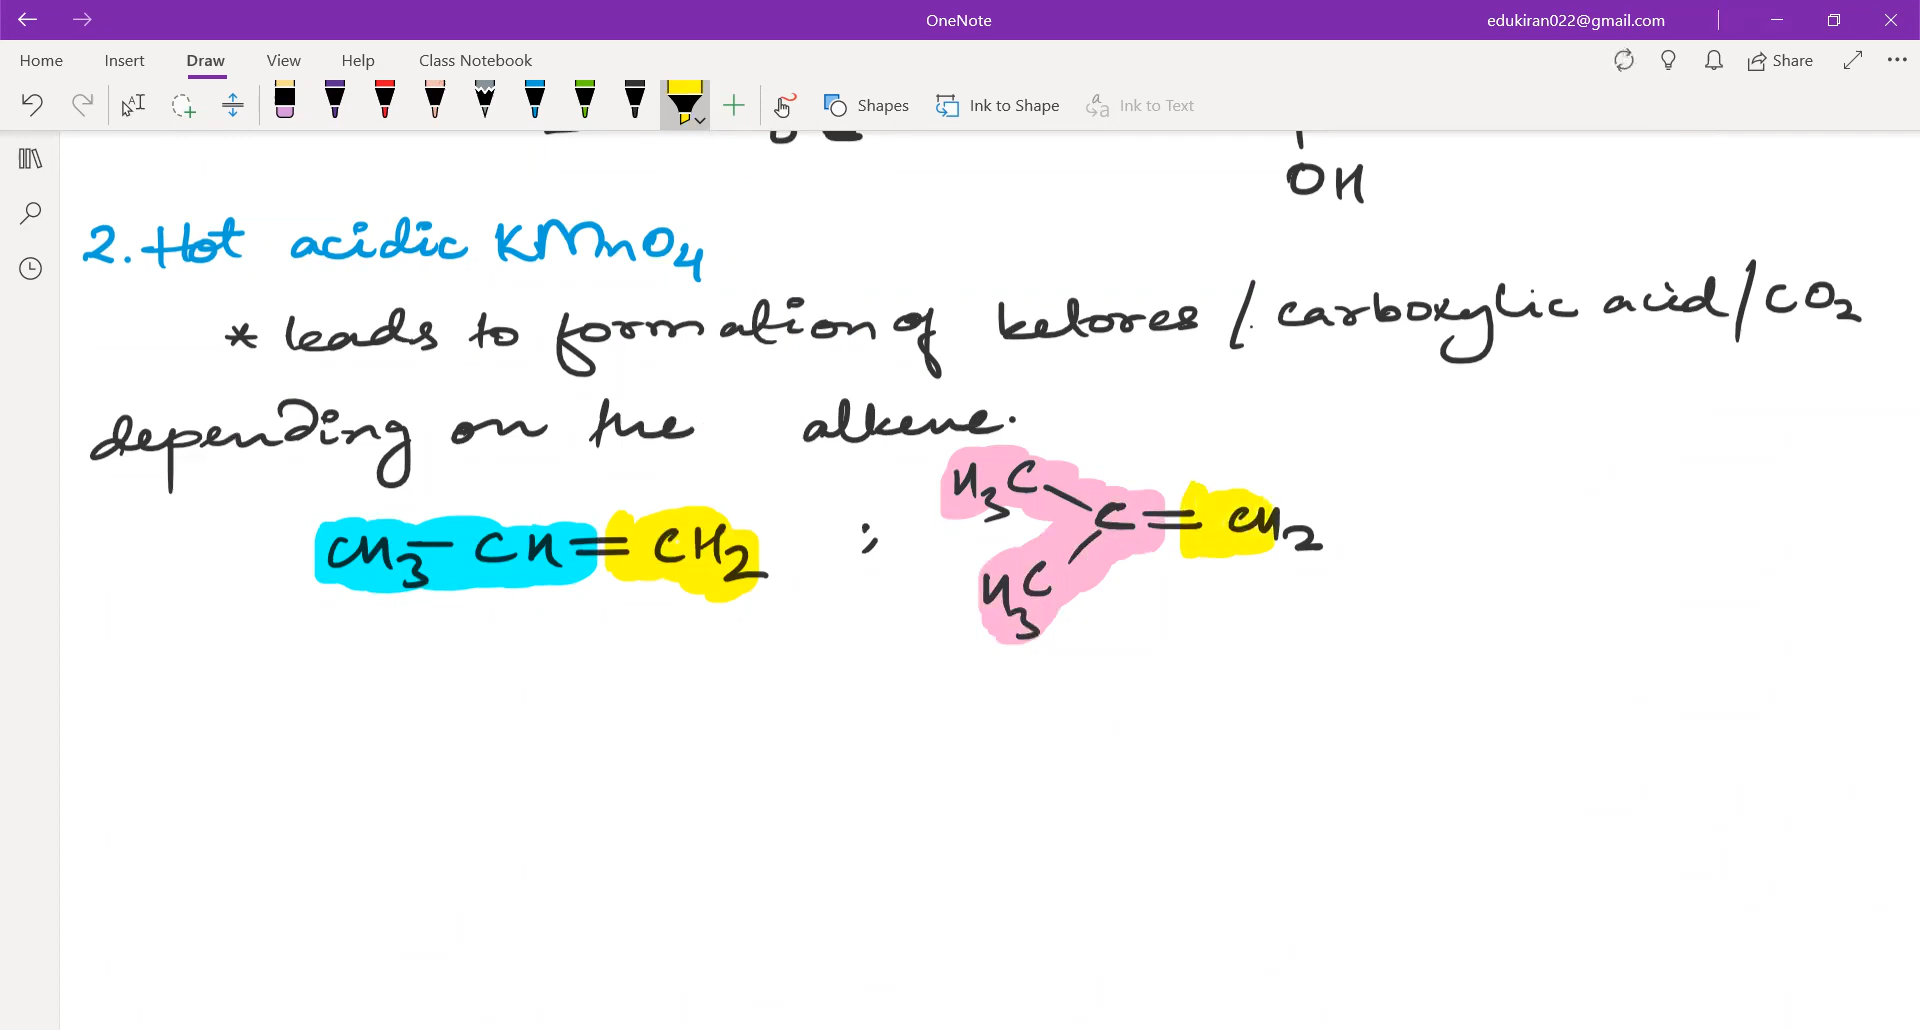 OneNote
edukiran022@gmail.com
Home Insert Draw View Help Class Notebook
Share
Shapes Ink to Shape Ink to Text
OH
2. Hot acidic KMnO4
* leads to formation of ketones / carboxylic acid / CO2
depending on the alkene.
H3C
CH3 - CH = CH2 ; C = CH2
H3C